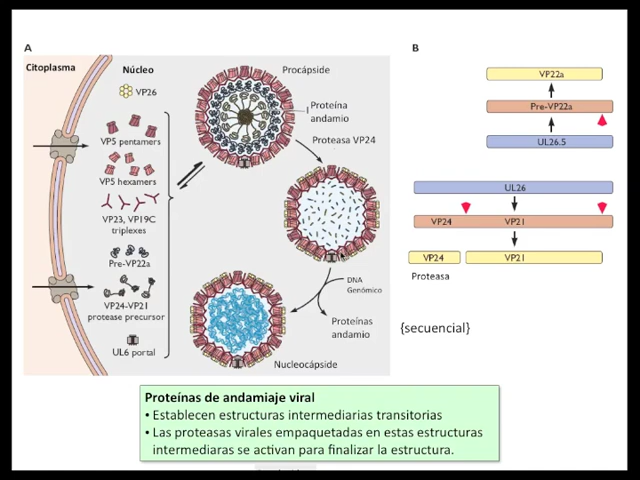 A
Citoplasma
Núcleo
VP26
VP5 pentamers
VP5 hexamers
VP23, VP19C
triplexes
Pre-VP22a
VP24-VP21
protease precursor
UL6 portal
Procápside
Proteína
andamio
Proteasa VP24
DNA
Genómico
Proteínas
andamio
Nucleocápside
B
VP22a
Pre-VP22a
UL26.5
UL26
VP24 VP21
VP24 VP21
Proteasa
{secuencial}
Proteínas de andamiaje viral
• Establecen estructuras intermediarias transitorias
• Las proteasas virales empaquetadas en estas estructuras
intermediaras se activan para finalizar la estructura.